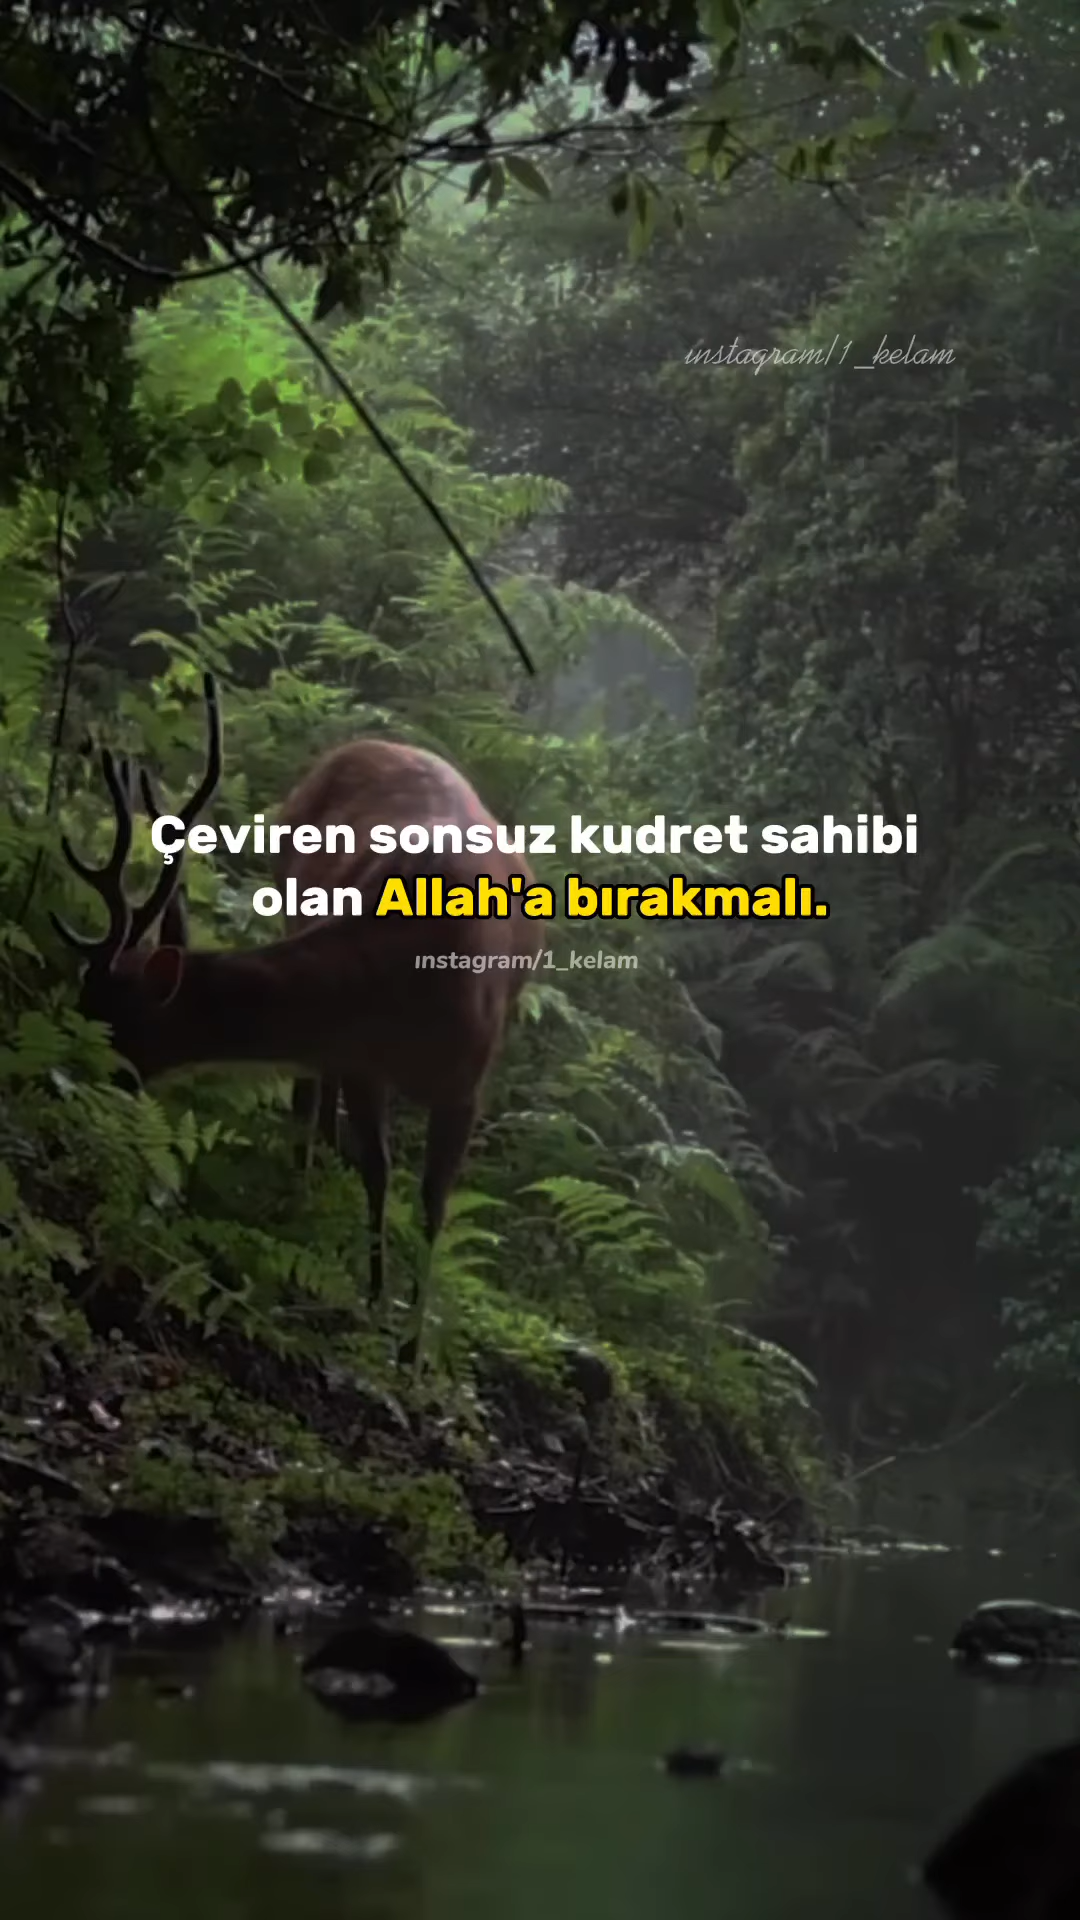 instagram/1_kelam
Çeviren sonsuz kudret sahibi
olan Allah'a bırakmalı.
ınstagram/1_kelam